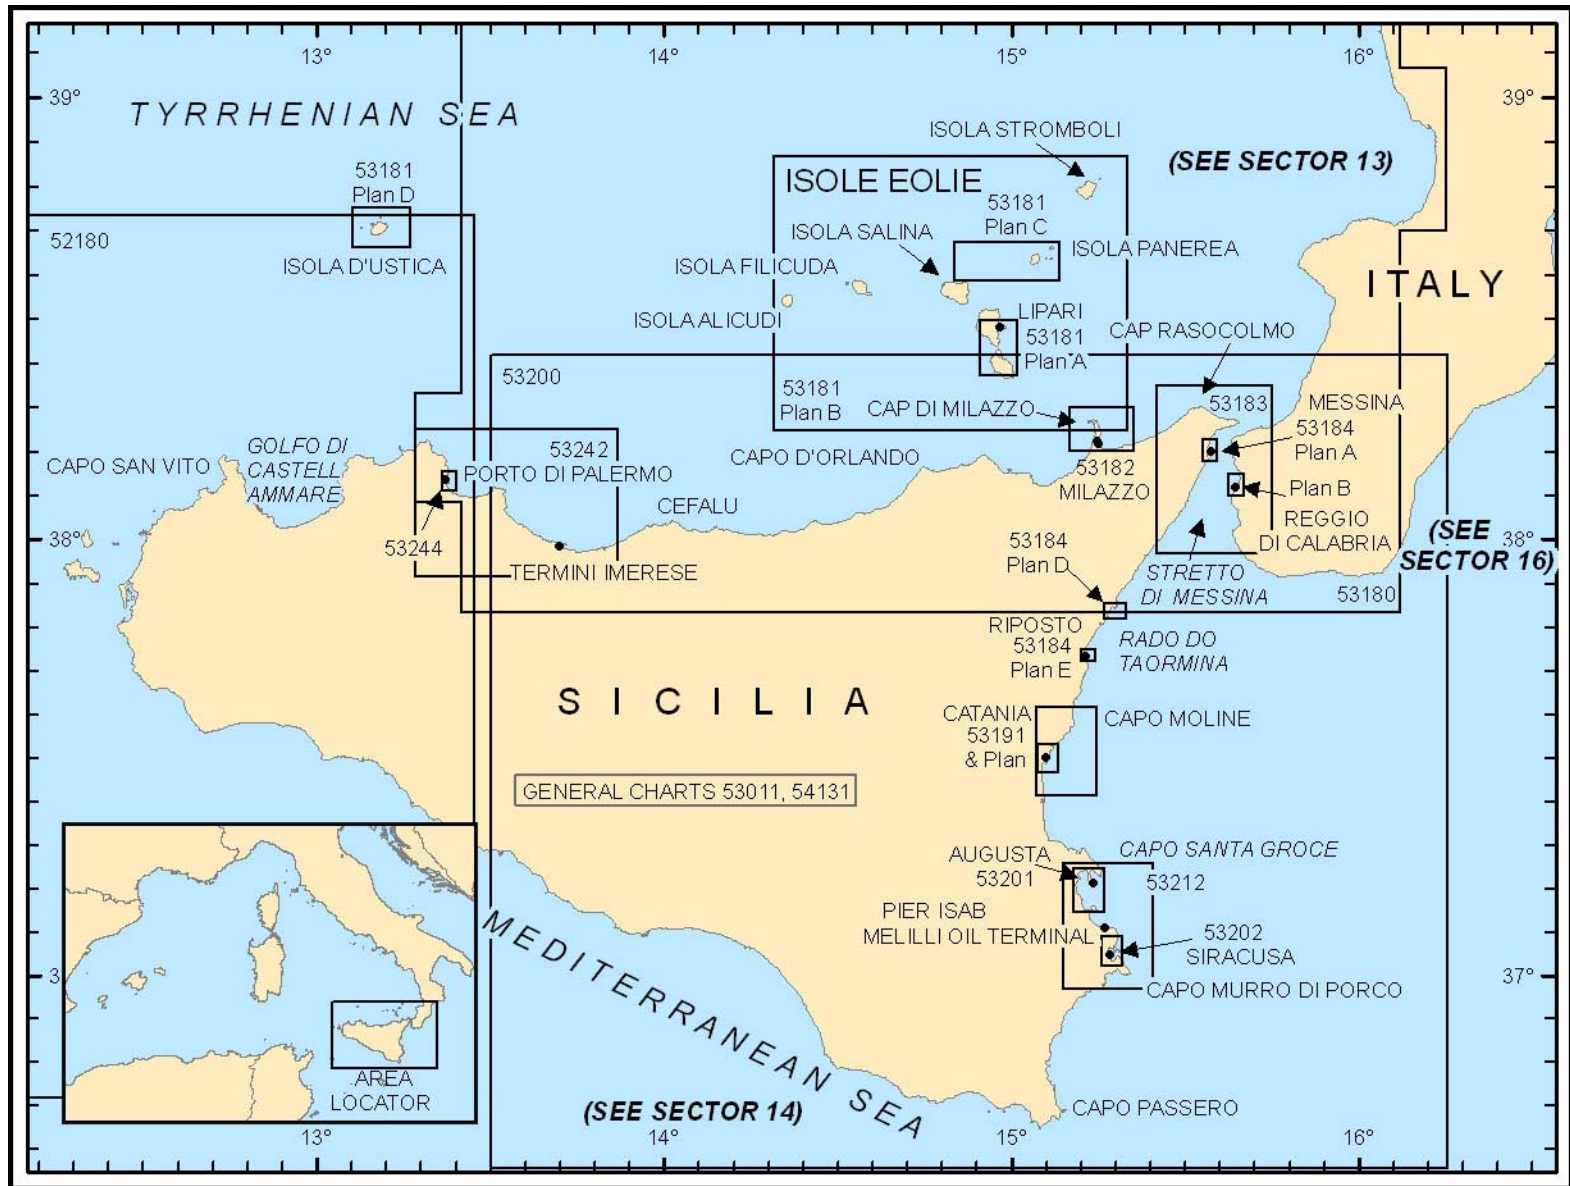 13°
14°
15°
16°
39°
39°
TYRRHENIAN SEA
ISOLA STROMBOLI
(SEE SECTOR 13)
53181
Plan D
ISOLE EOLIE
53181
Plan C
52180
ISOLA D'USTICA
ISOLA SALINA
ISOLA PANEREA
ISOLA FILICUDA
ITALY
ISOLA ALICUDI
LIPARI
53181
Plan A
CAP RASOCOLMO
53200
53181
Plan B
CAP DI MILAZZO
53183
MESSINA
53184
Plan A
GOLFO DI
CASTELL
AMMARE
CAPO SAN VITO
53242
PORTO DI PALERMO
CAPO D'ORLANDO
53182
MILAZZO
Plan B
CEFALU
REGGIO
DI CALABRIA
38°
38°
53244
TERMINI IMERESE
53184
Plan D
(SEE
SECTOR 16)
STRETTO
DI MESSINA
53180
RIPOSTO
53184
Plan E
RADO DO
TAORMINA
SICILIA
CATANIA
53191
& Plan
CAPO MOLINE
GENERAL CHARTS 53011, 54131
AUGUSTA
53201
CAPO SANTA GROCE
53212
PIER ISAB
MELILLI OIL TERMINAL
53202
SIRACUSA
MEDITERRANEAN SEA
3
37°
CAPO MURRO DI PORCO
AREA
LOCATOR
(SEE SECTOR 14)
CAPO PASSERO
13°
14°
15°
16°